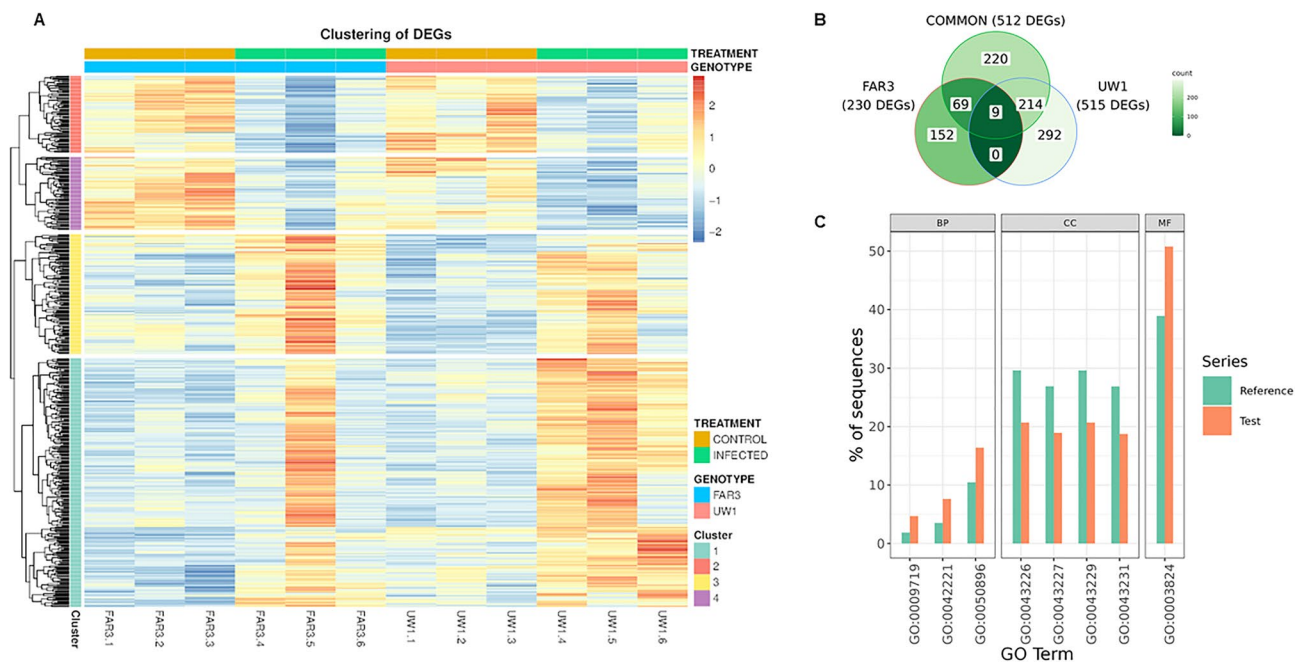 A
Clustering of DEGs
TREATMENT
GENOTYPE
2
1
0
−1
−2
TREATMENT
CONTROL
INFECTED
GENOTYPE
FAR3
UW1
Cluster
1
2
3
4
Cluster
FAR3.1
FAR3.2
FAR3.3
FAR3.4
FAR3.5
FAR3.6
UW1.1
UW1.2
UW1.3
UW1.4
UW1.5
UW1.6
B
COMMON (512 DEGs)
FAR3
(230 DEGs)
UW1
(515 DEGs)
220
69
9
214
152
292
0
count
200
100
0
C
BP
CC
MF
% of sequences
50
40
30
20
10
0
GO:0009719
GO:0042221
GO:0050896
GO:0043226
GO:0043227
GO:0043229
GO:0043231
GO:0003824
GO Term
Series
Reference
Test